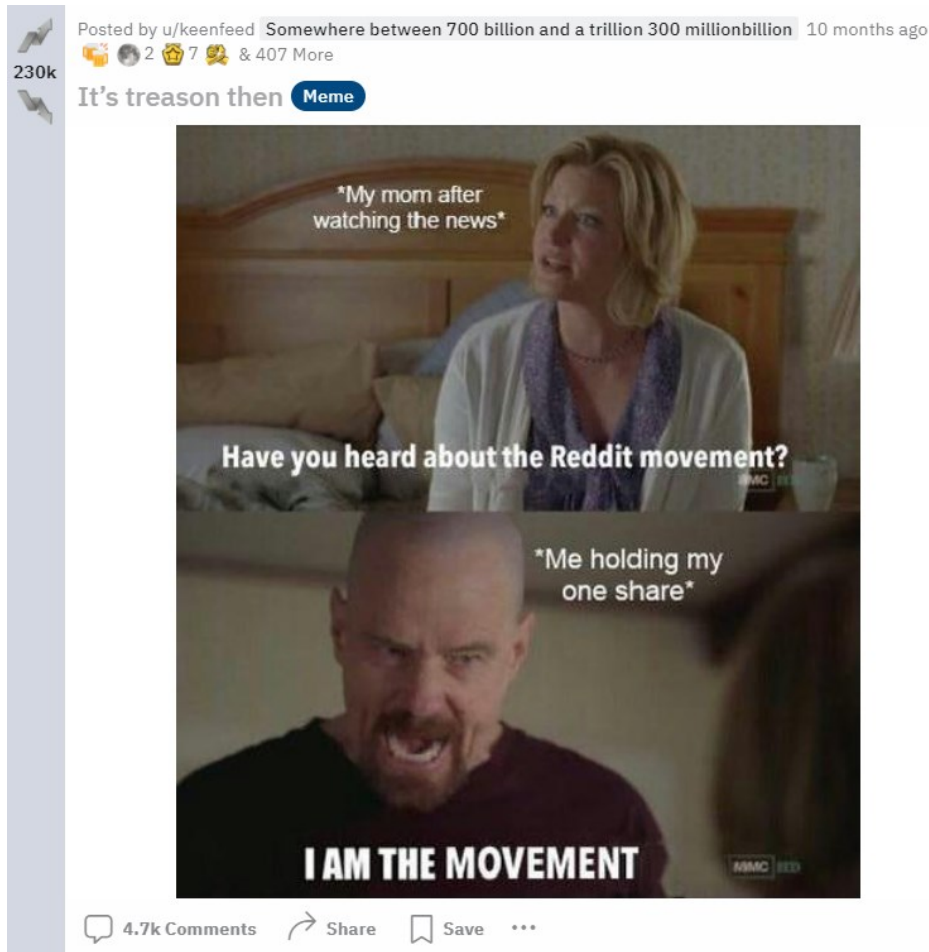 Posted by u/keenfeed Somewhere between 700 billion and a trillion 300 millionbillion 10 months ago
2 7 & 407 More
230k
It's treason then Meme
*My mom after
watching the news*
Have you heard about the Reddit movement?
*Me holding my
one share*
I AM THE MOVEMENT
4.7k Comments Share Save ...